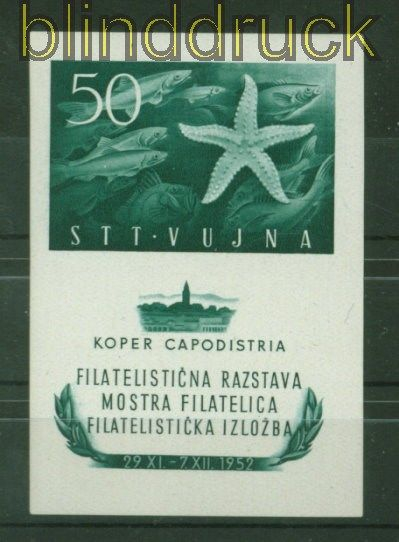 blinddruck
50
STT·VUJNA
KOPER CAPODISTRIA
FILATELISTIČNA RAZSTAVA
MOSTRA FILATELICA
FILATELISTIČKA IZLOŽBA
29.XI.-7.XII.1952